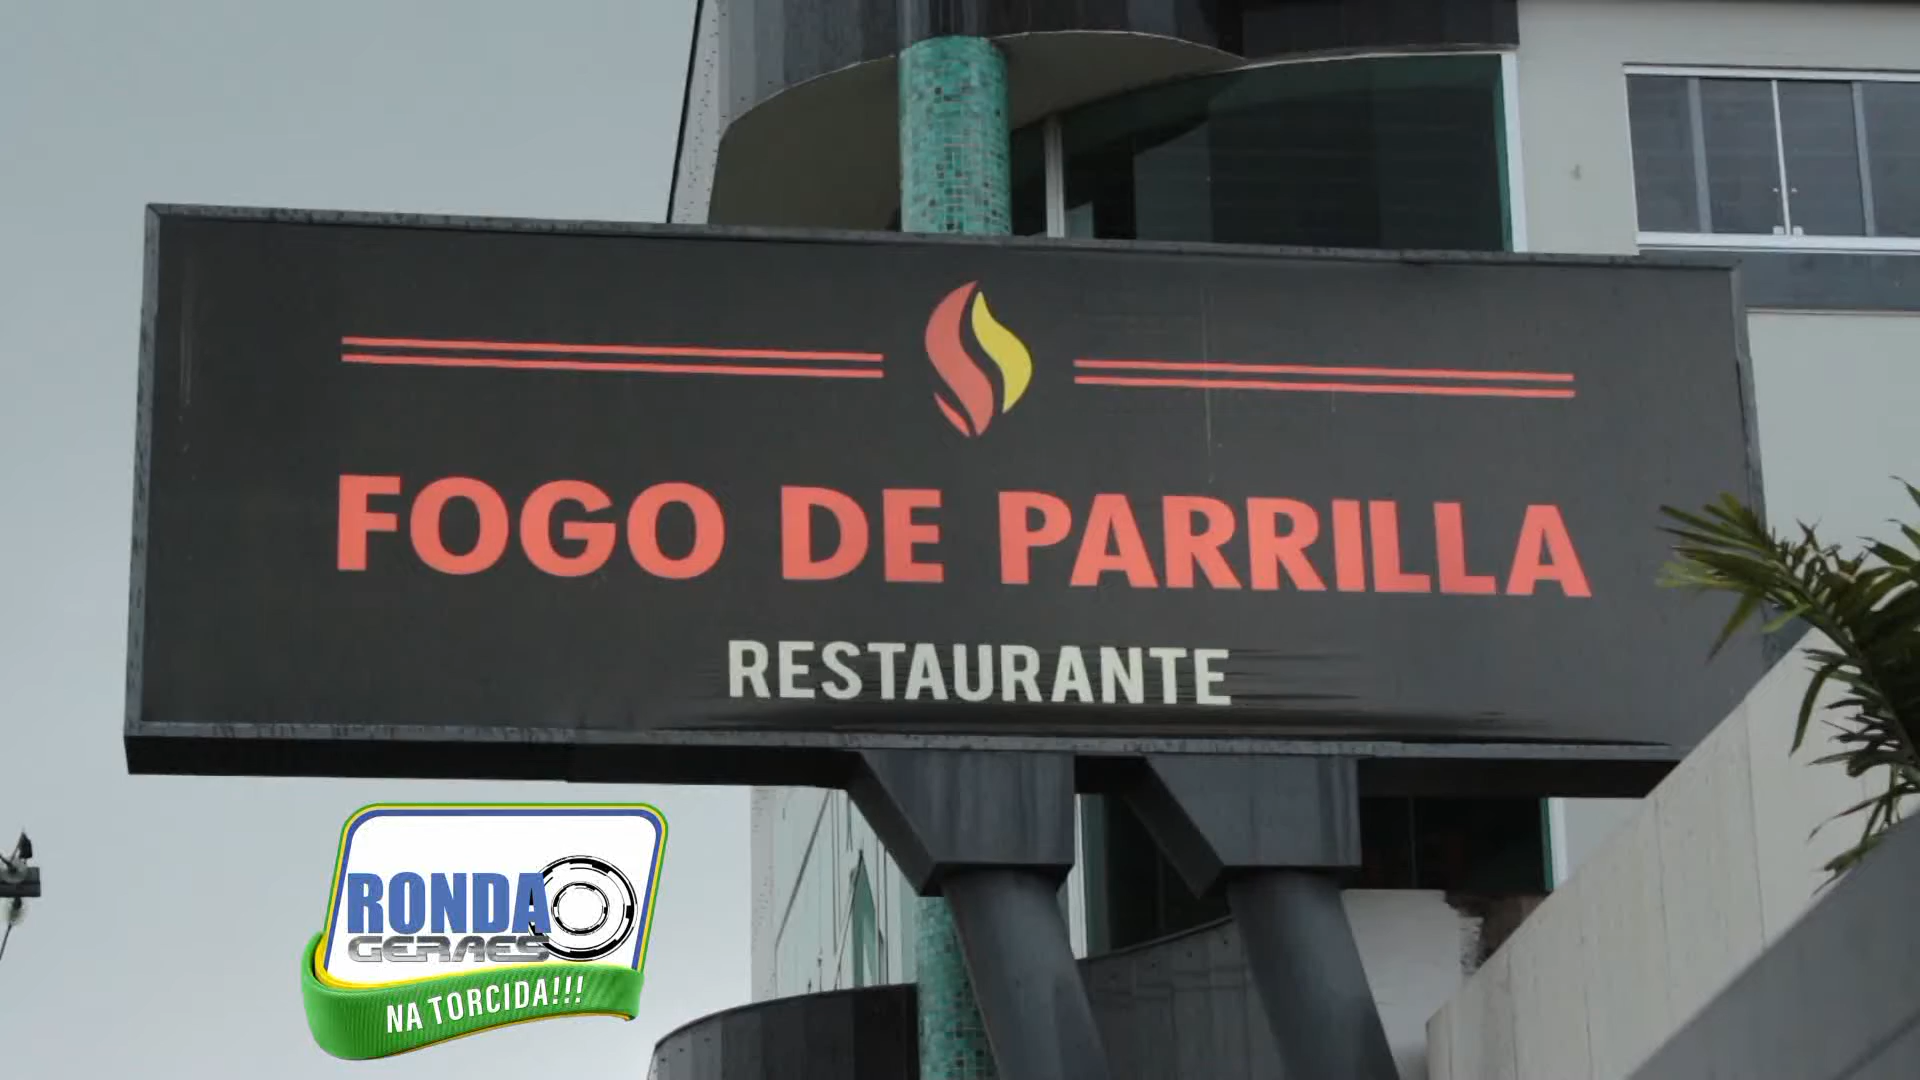 FOGO DE PARRILLA
RESTAURANTE
RONDA
GERAES
NA TORCIDA!!!